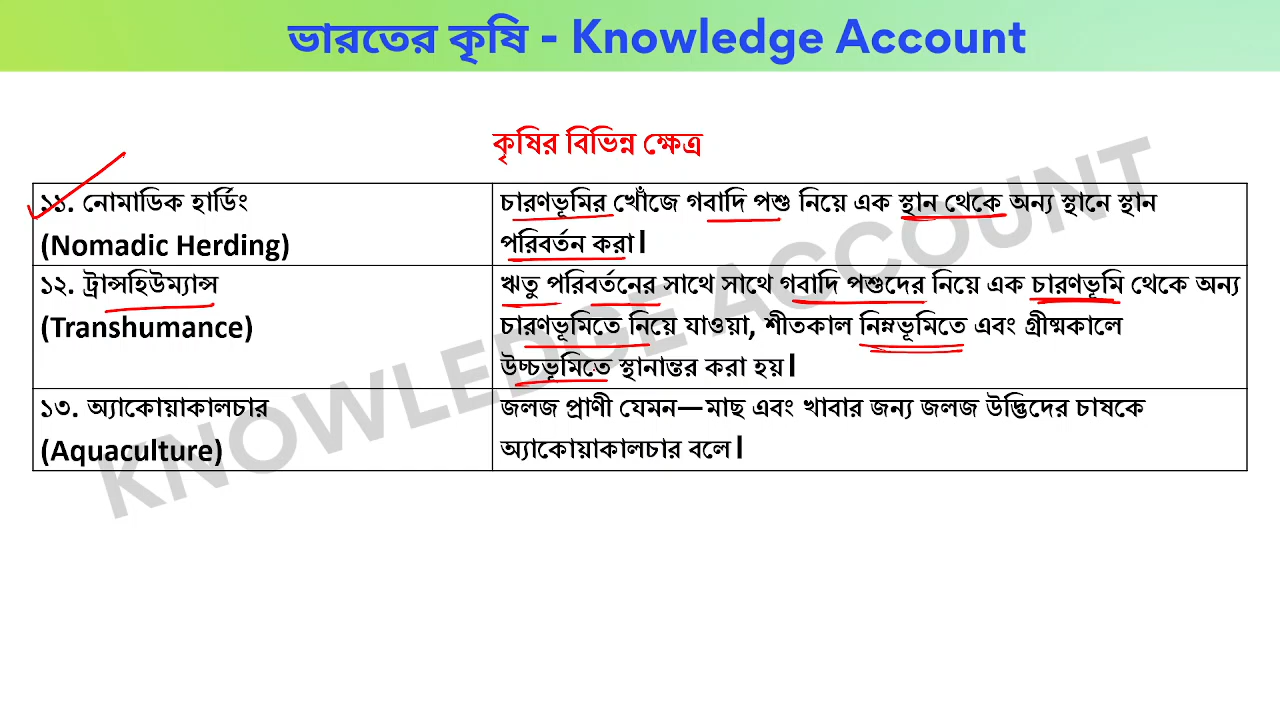 ভারতের কৃষি - Knowledge Account
কৃষির বিভিন্ন ক্ষেত্র
১১. নোমাডিক হার্ডিং
(Nomadic Herding)
চারণভূমির খোঁজে গবাদি পশু নিয়ে এক স্থান থেকে অন্য স্থানে স্থান
পরিবর্তন করা।
১২. ট্রান্সহিউম্যান্স
(Transhumance)
ঋতু পরিবর্তনের সাথে সাথে গবাদি পশুদের নিয়ে এক চারণভূমি থেকে অন্য
চারণভূমিতে নিয়ে যাওয়া, শীতকাল নিম্নভূমিতে এবং গ্রীষ্মকালে
উচ্চভূমিতে স্থানান্তর করা হয়।
১৩. অ্যাকোয়াকালচার
(Aquaculture)
জলজ প্রাণী যেমন—মাছ এবং খাবার জন্য জলজ উদ্ভিদের চাষকে
অ্যাকোয়াকালচার বলে।
KNOWLEDGE ACCOUNT